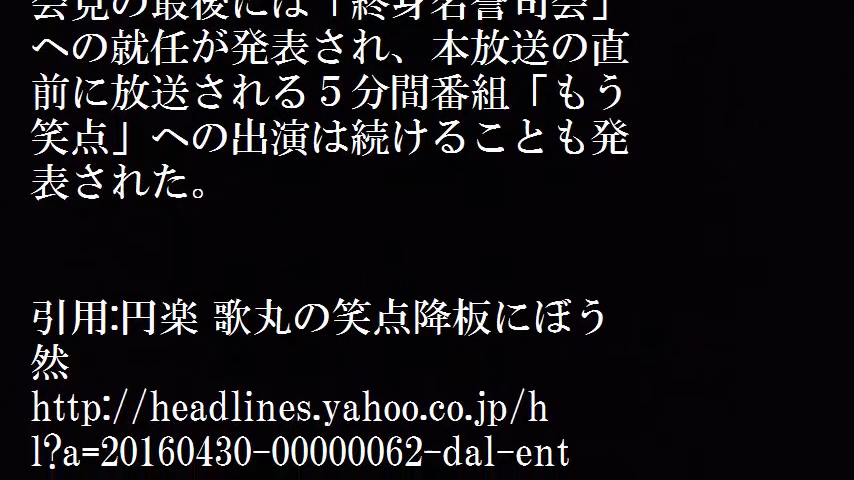 会見の最後には「終身名誉司会」
への就任が発表され、本放送の直
前に放送される５分間番組「もう
笑点」への出演は続けることも発
表された。
引用:円楽 歌丸の笑点降板にぼう
然
http://headlines.yahoo.co.jp/h
l?a=20160430-00000062-dal-ent